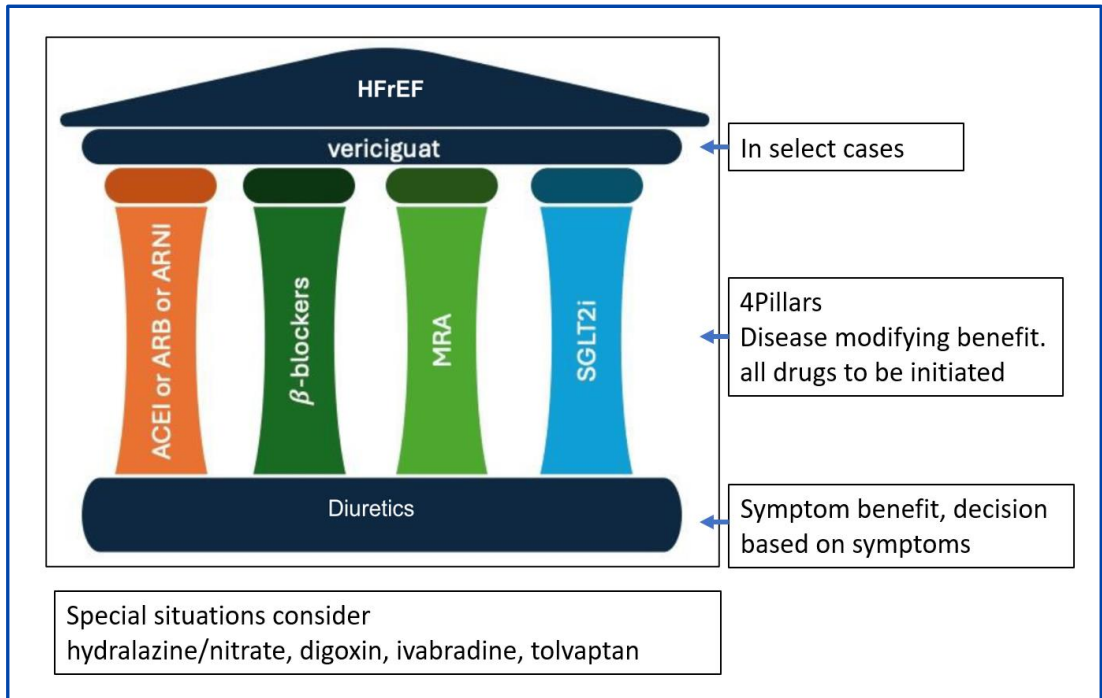 HFrEF
vericiguat
In select cases
ACEI or ARB or ARNI
β-blockers
MRA
SGLT2i
4Pillars
Disease modifying benefit.
all drugs to be initiated
Diuretics
Symptom benefit, decision
based on symptoms
Special situations consider
hydralazine/nitrate, digoxin, ivabradine, tolvaptan